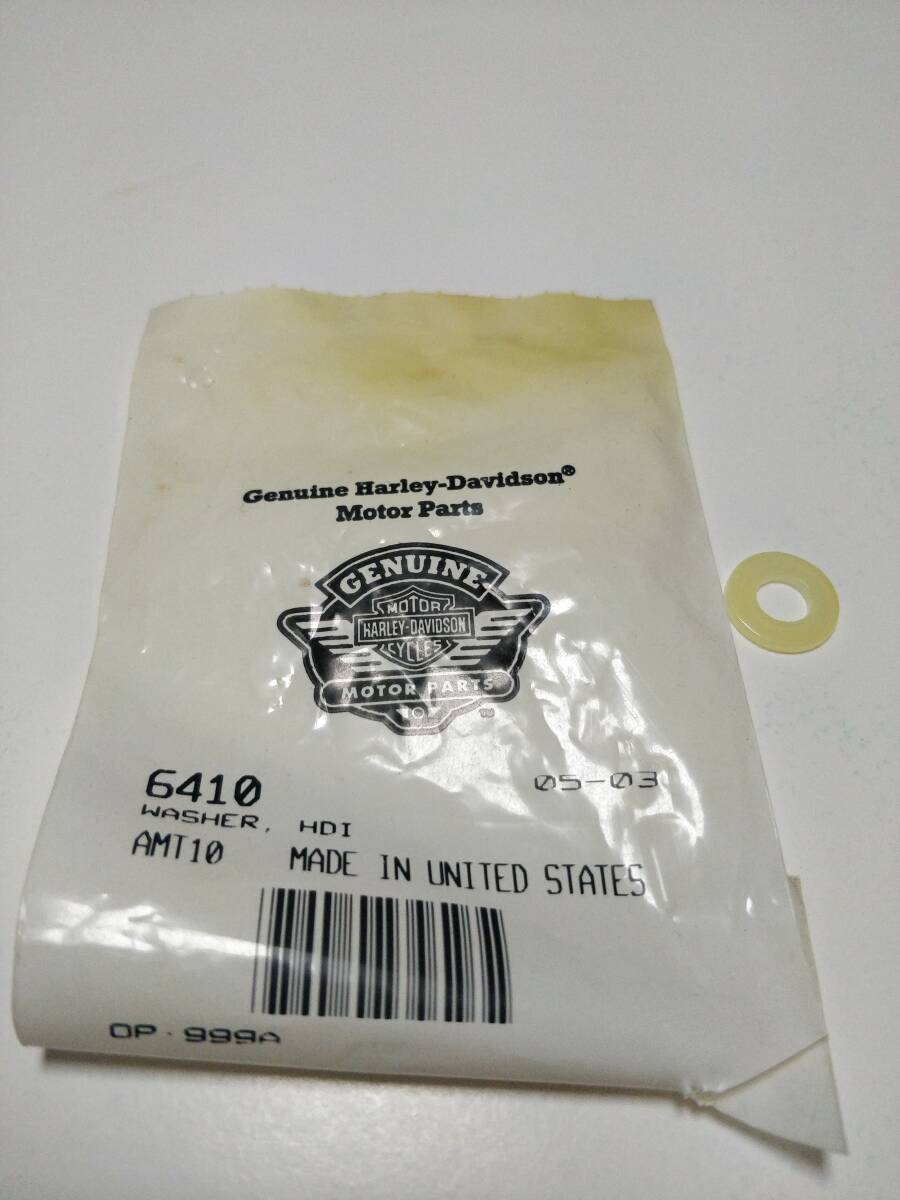 Genuine Harley-Davidson®
Motor Parts
GENUINE
MOTOR
HARLEY-DAVIDSON
CYCLES
MOTOR PARTS
TM
6410 05-03
WASHER, HDI
AMT10 MADE IN UNITED STATES
OP-999A